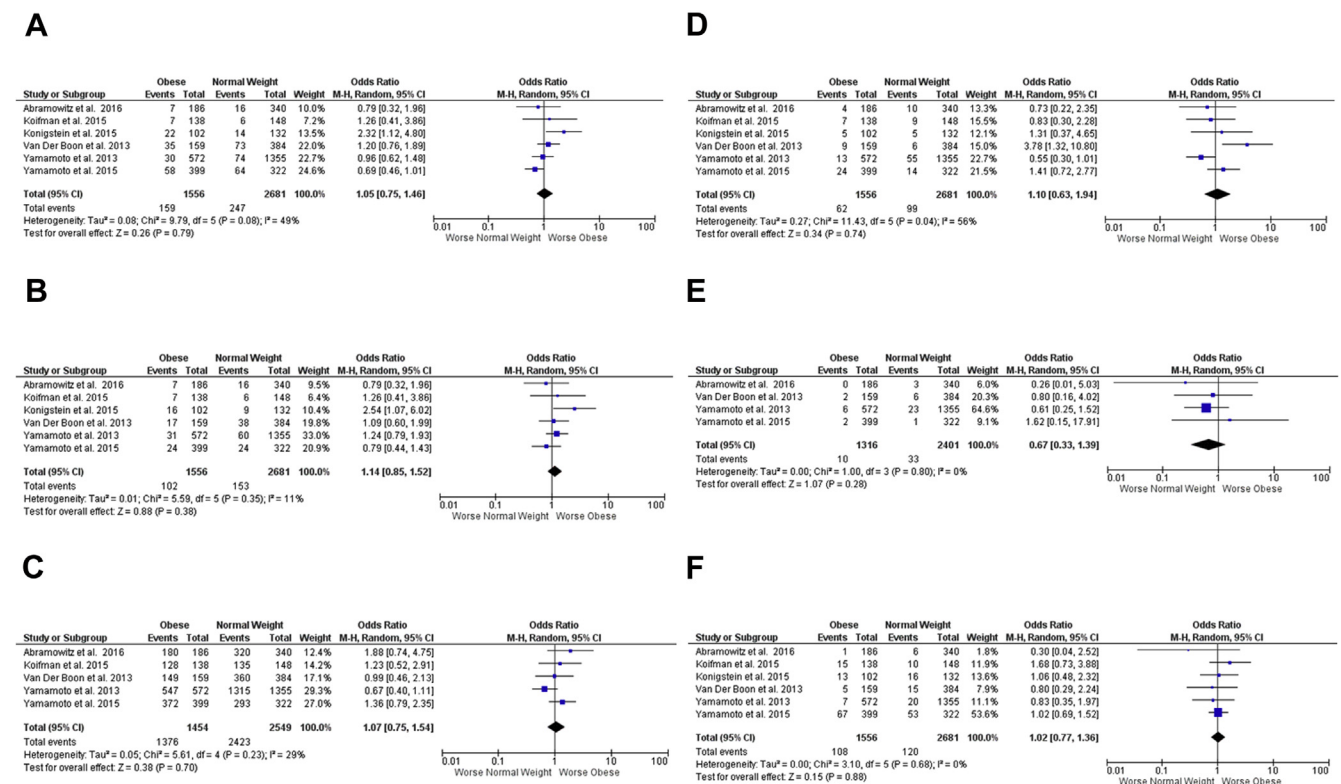 A
Obese Normal Weight Odds Ratio Odds Ratio
Study or Subgroup Events Total Events Total Weight M-H, Random, 95% CI M-H, Random, 95% CI
Abramowitz et al. 2016 7 186 16 340 10.0% 0.79 [0.32, 1.96]
Koifman et al. 2015 7 138 6 148 7.2% 1.26 [0.41, 3.86]
Konigstein et al. 2015 22 102 14 132 13.5% 2.32 [1.12, 4.80]
Van Der Boon et al. 2013 35 159 73 384 22.0% 1.20 [0.76, 1.89]
Yamamoto et al. 2013 30 572 74 1355 22.7% 0.96 [0.62, 1.48]
Yamamoto et al. 2015 58 399 64 322 24.6% 0.69 [0.46, 1.01]
Total (95% CI) 1556 2681 100.0% 1.05 [0.75, 1.46]
Total events 159 247
Heterogeneity: Tau² = 0.08; Chi² = 9.79, df = 5 (P = 0.08); I² = 49%
Test for overall effect: Z = 0.26 (P = 0.79)
0.01 0.1 1 10 100
Worse Normal Weight Worse Obese
B
Obese Normal Weight Odds Ratio Odds Ratio
Study or Subgroup Events Total Events Total Weight M-H, Random, 95% CI M-H, Random, 95% CI
Abramowitz et al. 2016 7 186 16 340 9.5% 0.79 [0.32, 1.96]
Koifman et al. 2015 7 138 6 148 6.4% 1.26 [0.41, 3.86]
Konigstein et al. 2015 16 102 9 132 10.4% 2.54 [1.07, 6.02]
Van Der Boon et al. 2013 17 159 38 384 19.8% 1.09 [0.60, 1.99]
Yamamoto et al. 2013 31 572 60 1355 33.0% 1.24 [0.79, 1.93]
Yamamoto et al. 2015 24 399 24 322 20.9% 0.79 [0.44, 1.43]
Total (95% CI) 1556 2681 100.0% 1.14 [0.85, 1.52]
Total events 102 153
Heterogeneity: Tau² = 0.01; Chi² = 5.59, df = 5 (P = 0.35); I² = 11%
Test for overall effect: Z = 0.88 (P = 0.38)
0.01 0.1 1 10 100
Worse Normal Weight Worse Obese
C
Obese Normal Weight Odds Ratio Odds Ratio
Study or Subgroup Events Total Events Total Weight M-H, Random, 95% CI M-H, Random, 95% CI
Abramowitz et al. 2016 180 186 320 340 12.4% 1.88 [0.74, 4.75]
Koifman et al. 2015 128 138 135 148 14.2% 1.23 [0.52, 2.91]
Van Der Boon et al. 2013 149 159 360 384 17.1% 0.99 [0.46, 2.13]
Yamamoto et al. 2013 547 572 1315 1355 29.3% 0.67 [0.40, 1.11]
Yamamoto et al. 2015 372 399 293 322 27.0% 1.36 [0.79, 2.35]
Total (95% CI) 1454 2549 100.0% 1.07 [0.75, 1.54]
Total events 1376 2423
Heterogeneity: Tau² = 0.05; Chi² = 5.61, df = 4 (P = 0.23); I² = 29%
Test for overall effect: Z = 0.38 (P = 0.70)
0.01 0.1 1 10 100
Worse Normal Weight Worse Obese
D
Obese Normal Weight Odds Ratio Odds Ratio
Study or Subgroup Events Total Events Total Weight M-H, Random, 95% CI M-H, Random, 95% CI
Abramowitz et al. 2016 4 186 10 340 13.3% 0.73 [0.22, 2.35]
Koifman et al. 2015 7 138 9 148 15.4% 0.83 [0.30, 2.28]
Konigstein et al. 2015 5 102 5 132 12.1% 1.31 [0.37, 4.65]
Van Der Boon et al. 2013 9 159 6 384 15.0% 3.78 [1.32, 10.80]
Yamamoto et al. 2013 13 572 55 1355 22.7% 0.55 [0.30, 1.01]
Yamamoto et al. 2015 24 399 14 322 21.5% 1.41 [0.72, 2.77]
Total (95% CI) 1556 2681 100.0% 1.10 [0.63, 1.94]
Total events 62 99
Heterogeneity: Tau² = 0.27; Chi² = 11.43, df = 5 (P = 0.04); I² = 56%
Test for overall effect: Z = 0.34 (P = 0.74)
0.01 0.1 1 10 100
Worse Normal Weight Worse Obese
E
Obese Normal Weight Odds Ratio Odds Ratio
Study or Subgroup Events Total Events Total Weight M-H, Random, 95% CI M-H, Random, 95% CI
Abramowitz et al. 2016 0 186 3 340 6.0% 0.26 [0.01, 5.03]
Van Der Boon et al. 2013 2 159 6 384 20.3% 0.80 [0.16, 4.02]
Yamamoto et al. 2013 6 572 23 1355 64.6% 0.61 [0.25, 1.52]
Yamamoto et al. 2015 2 399 1 322 9.1% 1.62 [0.15, 17.91]
Total (95% CI) 1316 2401 100.0% 0.67 [0.33, 1.39]
Total events 10 33
Heterogeneity: Tau² = 0.00; Chi² = 1.00, df = 3 (P = 0.80); I² = 0%
Test for overall effect: Z = 1.07 (P = 0.28)
0.01 0.1 1 10 100
Worse Normal Weight Worse Obese
F
Obese Normal Weight Odds Ratio Odds Ratio
Study or Subgroup Events Total Events Total Weight M-H, Random, 95% CI M-H, Random, 95% CI
Abramowitz et al. 2016 1 186 6 340 1.8% 0.30 [0.04, 2.52]
Koifman et al. 2015 15 138 10 148 11.9% 1.68 [0.73, 3.88]
Konigstein et al. 2015 13 102 16 132 13.6% 1.06 [0.48, 2.32]
Van Der Boon et al. 2013 5 159 15 384 7.9% 0.80 [0.29, 2.24]
Yamamoto et al. 2013 7 572 20 1355 11.1% 0.83 [0.35, 1.97]
Yamamoto et al. 2015 67 399 53 322 53.6% 1.02 [0.69, 1.52]
Total (95% CI) 1556 2681 100.0% 1.02 [0.77, 1.36]
Total events 108 120
Heterogeneity: Tau² = 0.00; Chi² = 3.10, df = 5 (P = 0.68); I² = 0%
Test for overall effect: Z = 0.15 (P = 0.88)
0.01 0.1 1 10 100
Worse Normal Weight Worse Obese